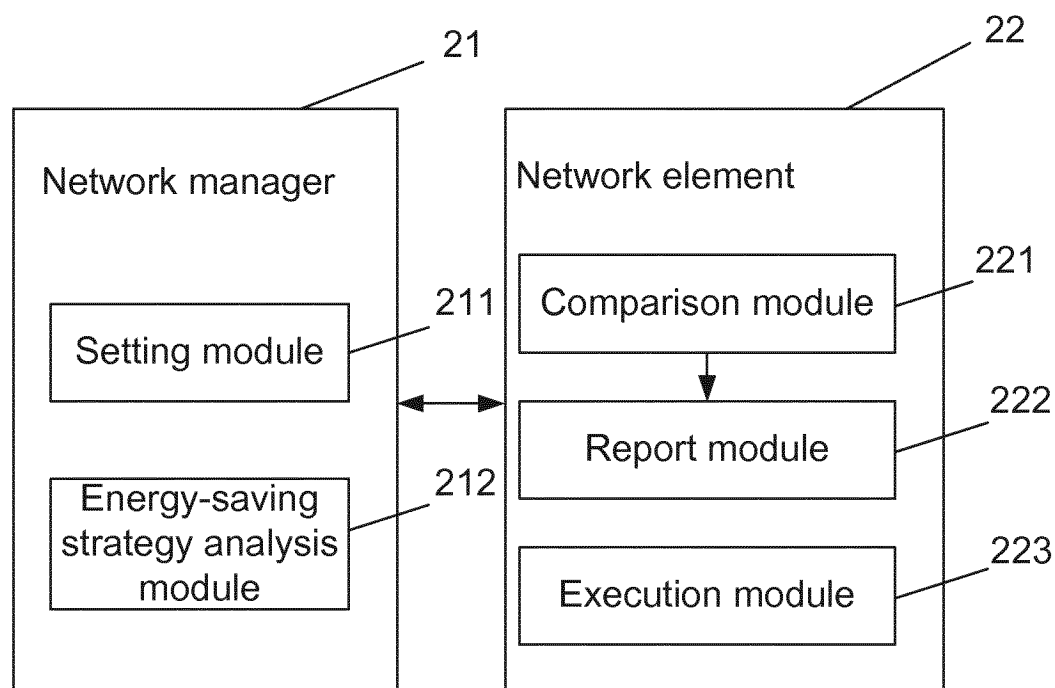 21
22
Network manager
Network element
221
Comparison module
211
Setting module
222
Report module
212
Energy-saving
strategy analysis
module
223
Execution module